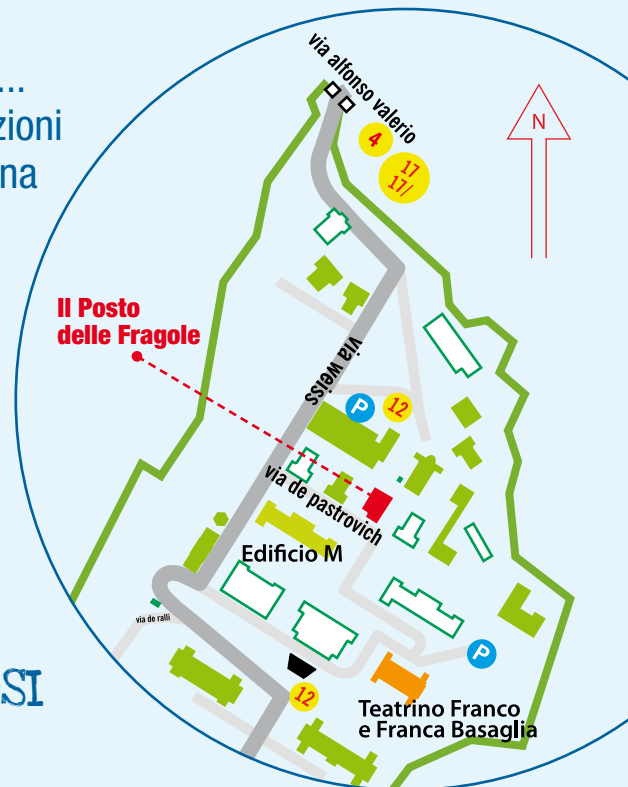 ...
zioni
na
via alfonso valerio
4
17
17/
N
Il Posto
delle Fragole
via weiss
P
12
via de pastrovich
Edificio M
via de ralli
P
SI
12
Teatrino Franco
e Franca Basaglia